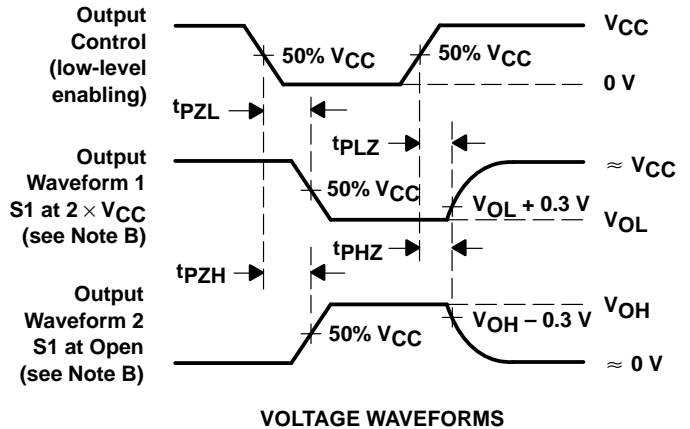 Output
Control
(low-level
enabling)
50% VCC
50% VCC
VCC
0 V
tPZL
tPLZ
Output
Waveform 1
S1 at 2 × VCC
(see Note B)
50% VCC
VOL + 0.3 V
≈ VCC
VOL
tPZH
tPHZ
Output
Waveform 2
S1 at Open
(see Note B)
50% VCC
VOH – 0.3 V
VOH
≈ 0 V
VOLTAGE WAVEFORMS